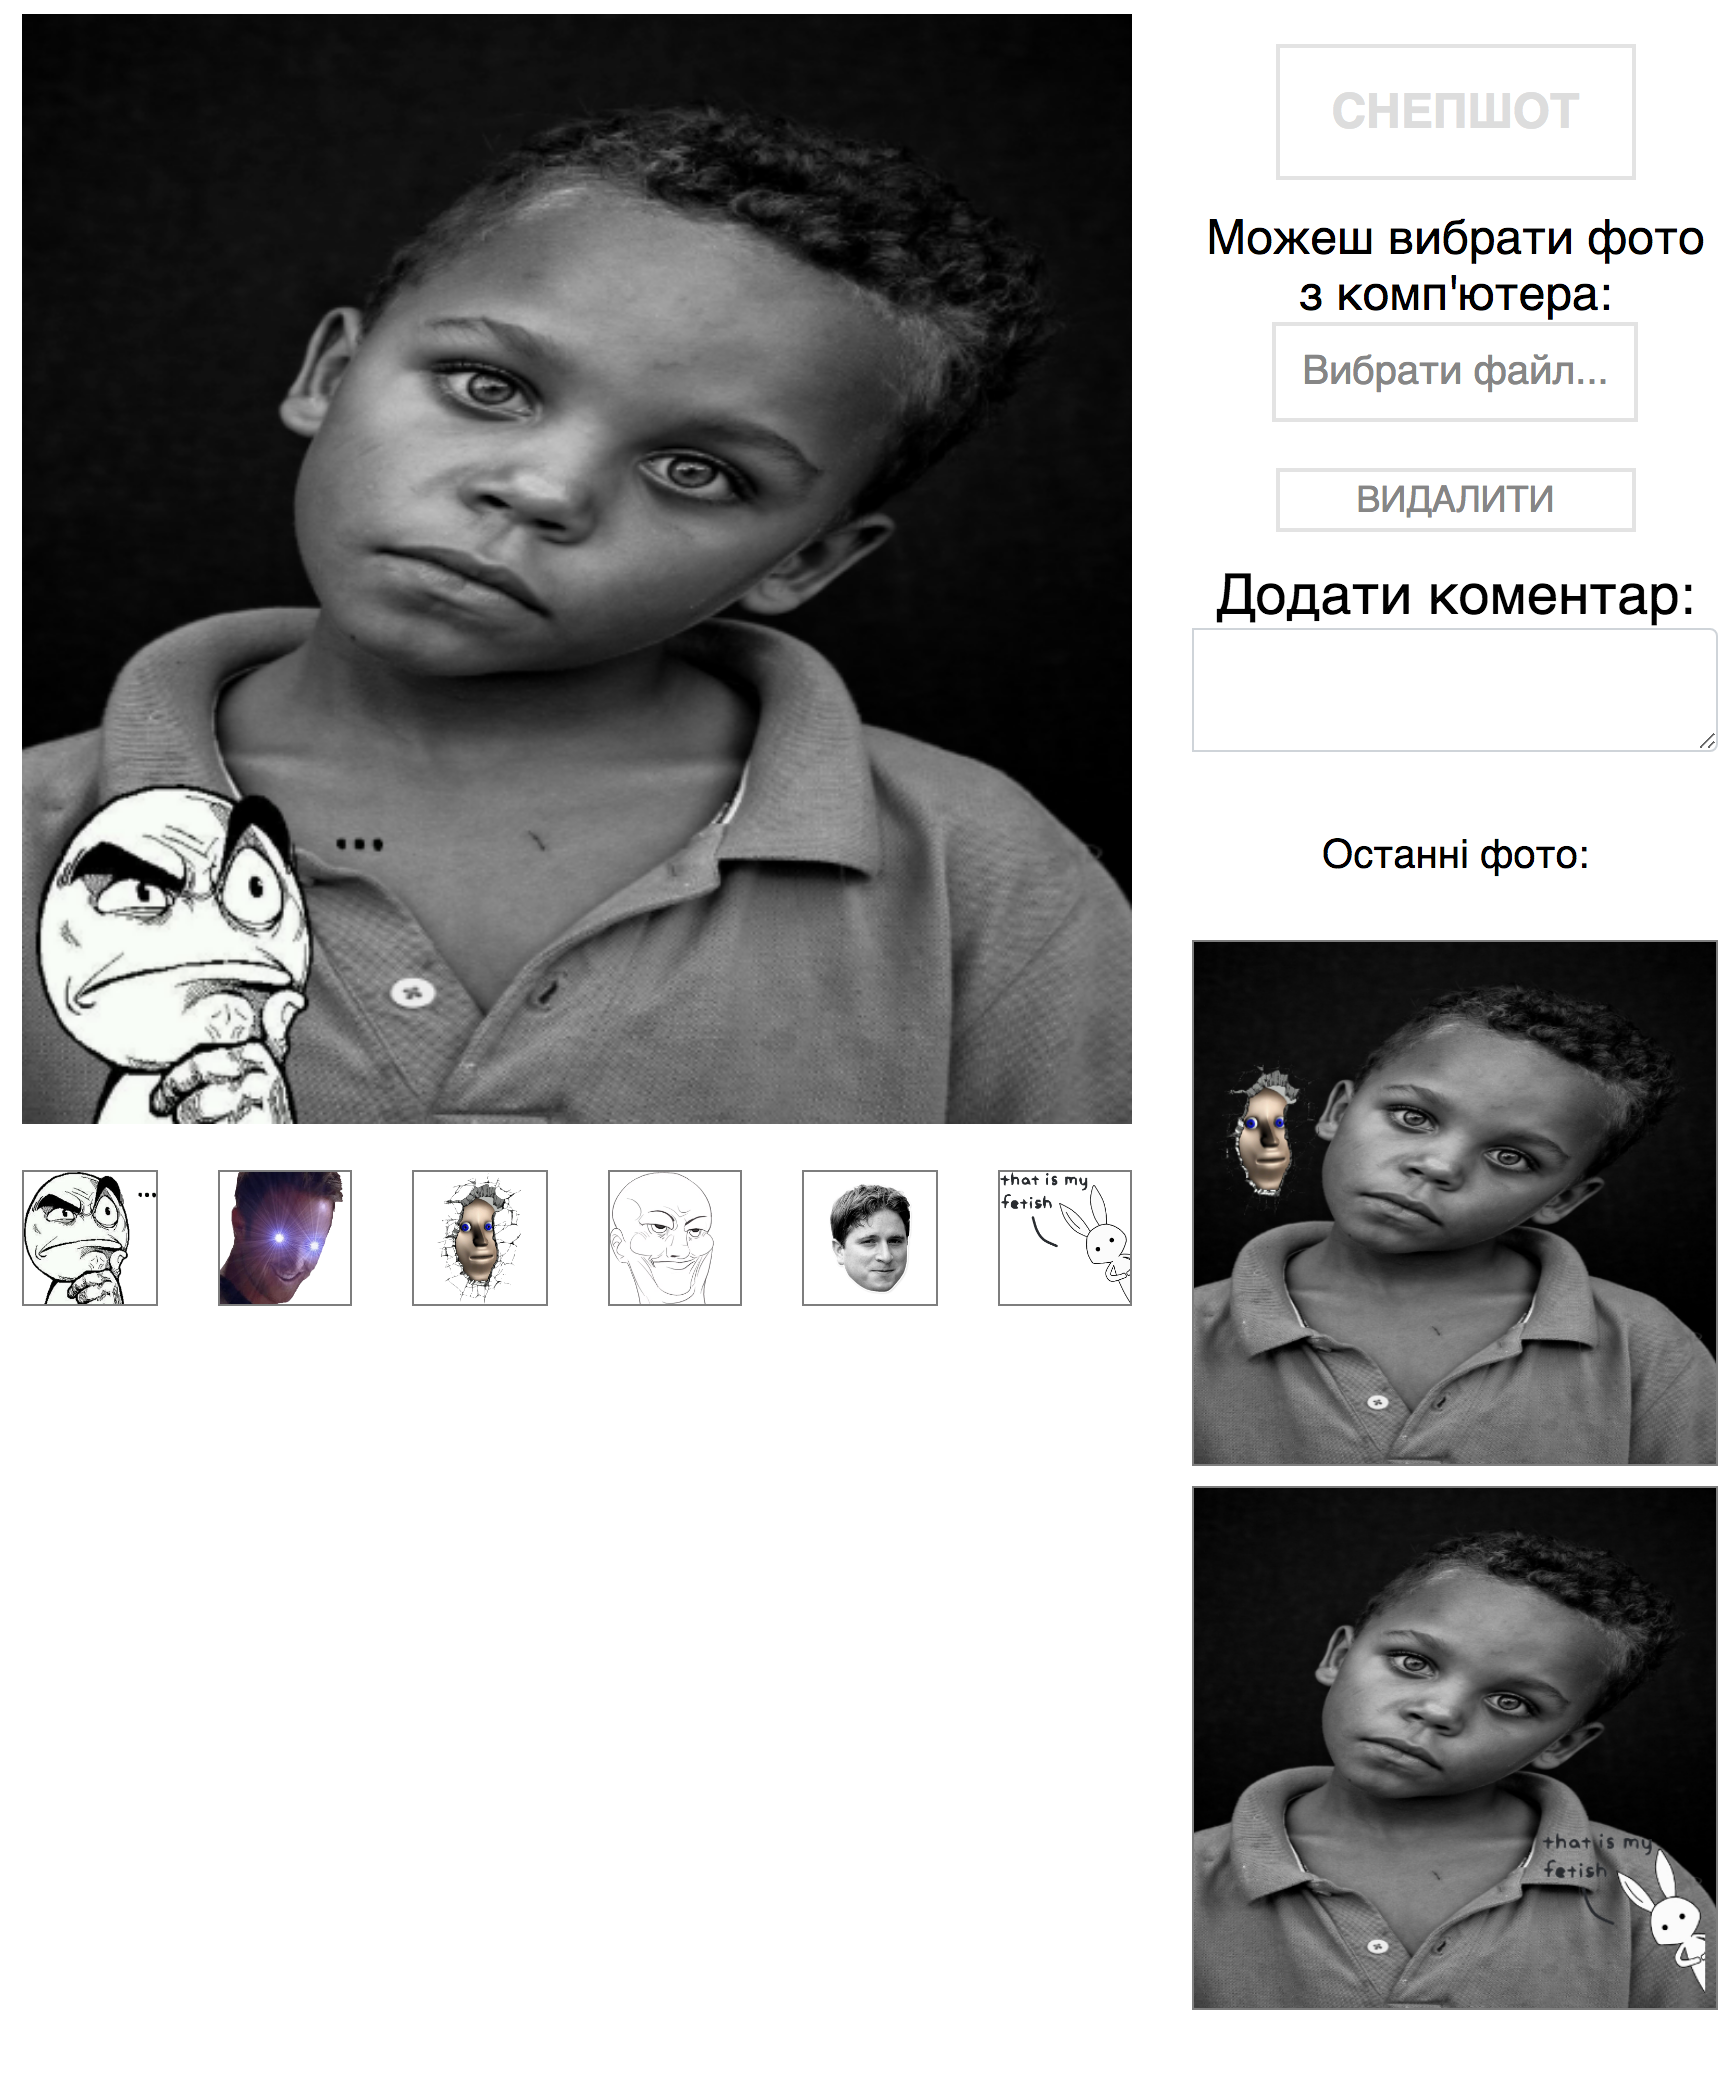 СНЕПШОТ
Можеш вибрати фото
з комп'ютера:
Вибрати файл...
ВИДАЛИТИ
Додати коментар:
Останні фото:
...
...
that is my
fetish
that is my
fetish